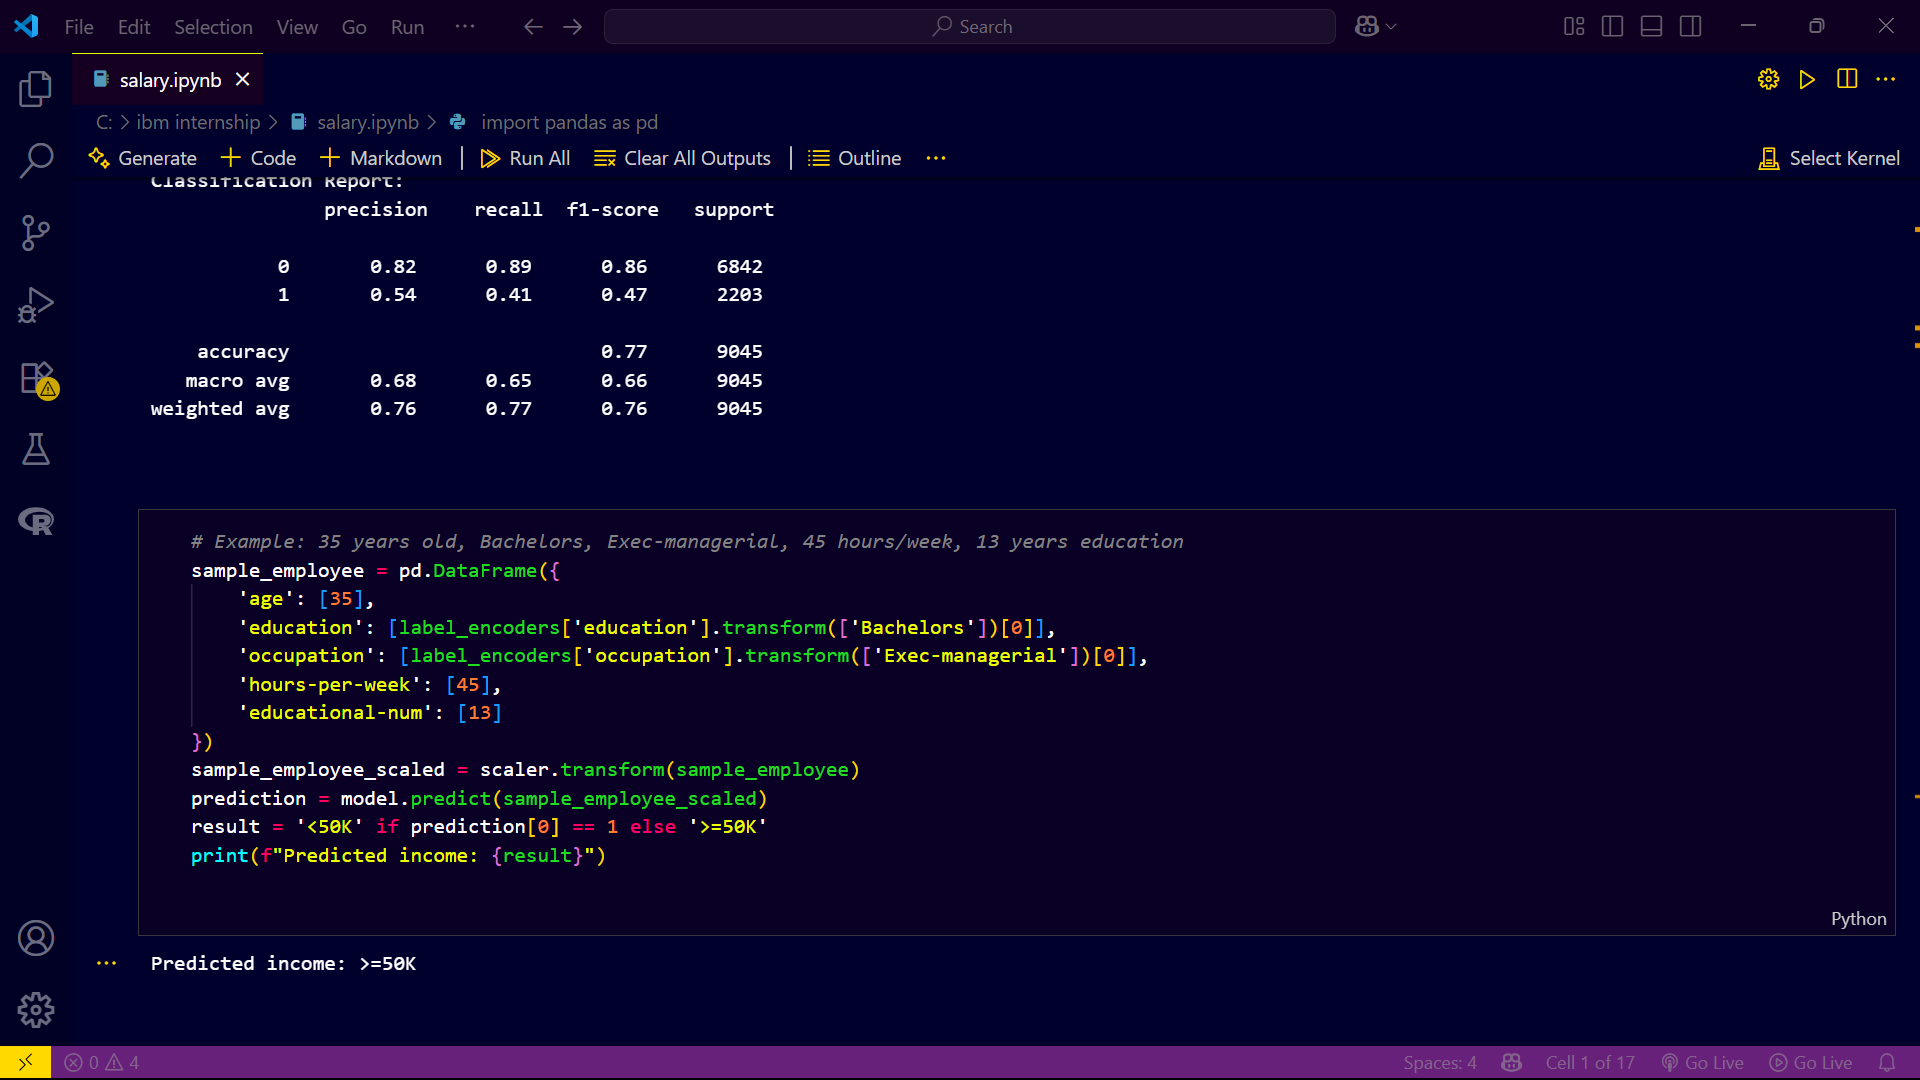 File Edit Selection View Go Run ··· Search
salary.ipynb
C: > ibm internship > salary.ipynb > import pandas as pd
Generate + Code + Markdown | Run All Clear All Outputs | Outline ··· Select Kernel
Classification Report:
precision recall f1-score support
0 0.82 0.89 0.86 6842
1 0.54 0.41 0.47 2203
accuracy 0.77 9045
macro avg 0.68 0.65 0.66 9045
weighted avg 0.76 0.77 0.76 9045
# Example: 35 years old, Bachelors, Exec-managerial, 45 hours/week, 13 years education
sample_employee = pd.DataFrame({
    'age': [35],
    'education': [label_encoders['education'].transform(['Bachelors'])[0]],
    'occupation': [label_encoders['occupation'].transform(['Exec-managerial'])[0]],
    'hours-per-week': [45],
    'educational-num': [13]
})
sample_employee_scaled = scaler.transform(sample_employee)
prediction = model.predict(sample_employee_scaled)
result = '<50K' if prediction[0] == 1 else '>=50K'
print(f"Predicted income: {result}")
Python
··· Predicted income: >=50K
0 4 Spaces: 4 Cell 1 of 17 Go Live Go Live